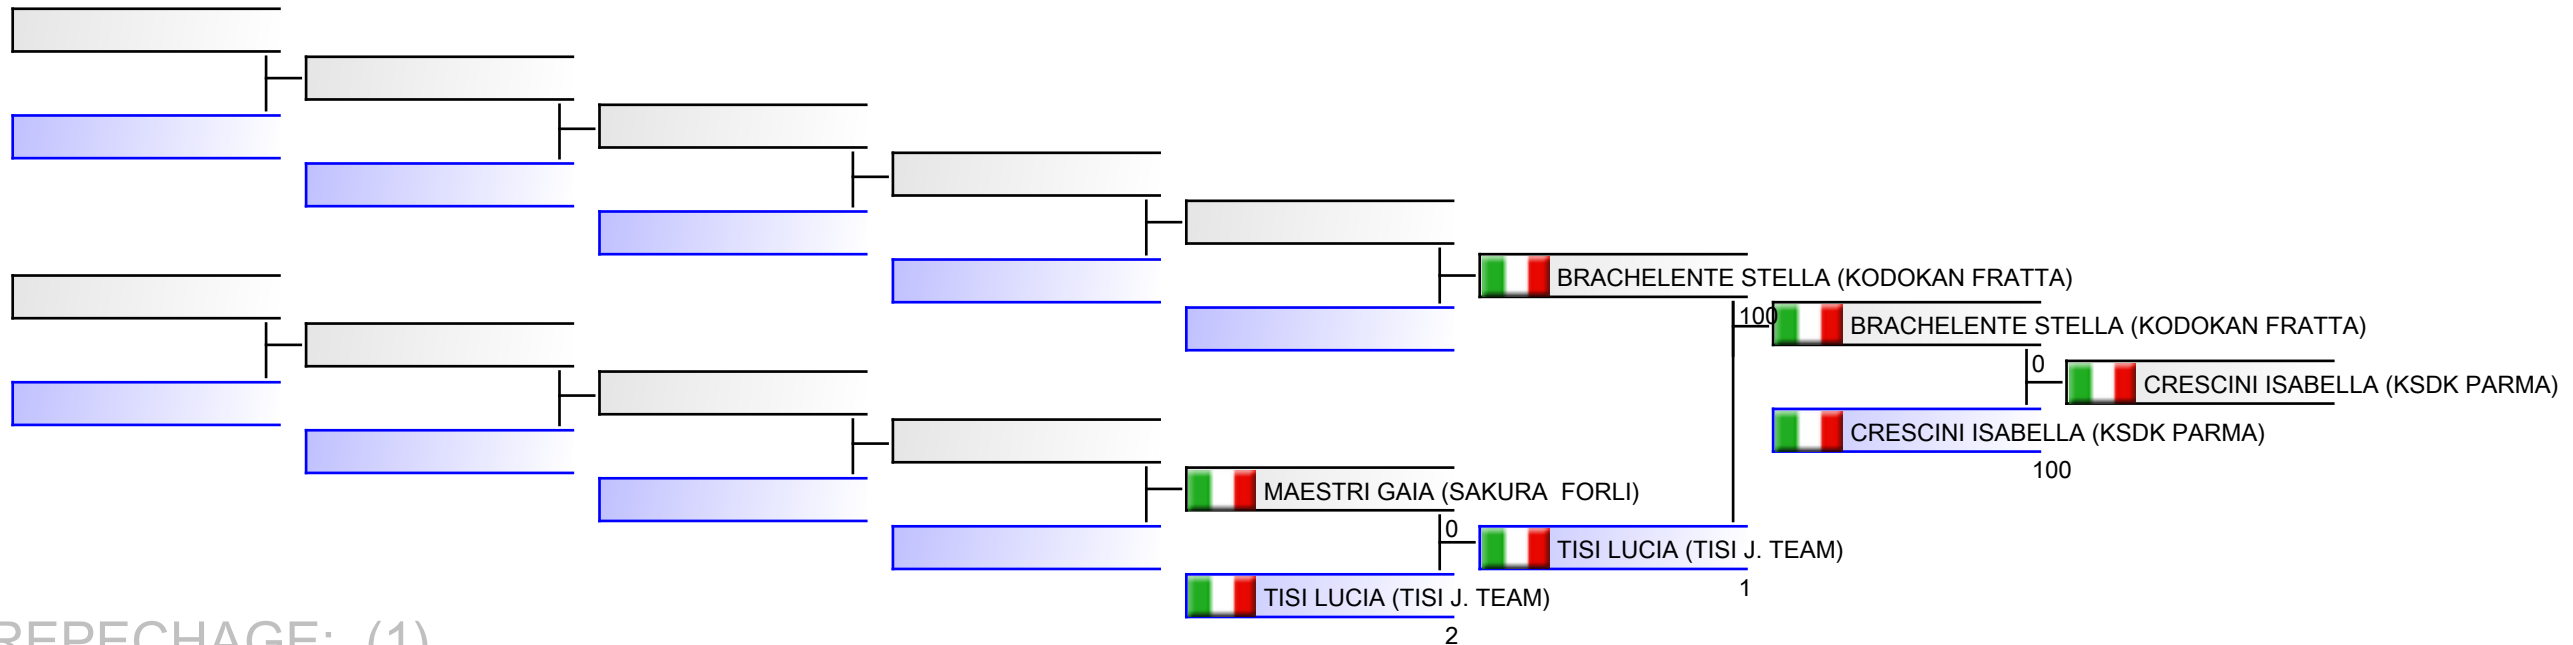 BRACHELENTE STELLA (KODOKAN FRATTA)
100
BRACHELENTE STELLA (KODOKAN FRATTA)
0
CRESCINI ISABELLA (KSDK PARMA)
CRESCINI ISABELLA (KSDK PARMA)
100
MAESTRI GAIA (SAKURA  FORLI)
0
TISI LUCIA (TISI J. TEAM)
1
TISI LUCIA (TISI J. TEAM)
2
REPECHAGE: (1)